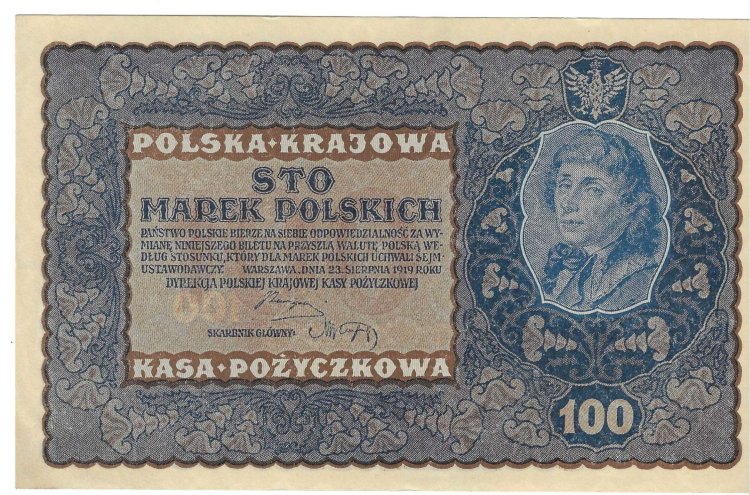 POLSKA·KRAJOWA
STO
MAREK POLSKICH
PAŃSTWO POLSKIE BIERZE NA SIEBIE ODPOWIEDZIALNOŚĆ ZA WY-
MIANĘ NINIEJSZEGO BILETU NA PRZYSZŁĄ WALUTĘ POLSKĄ WE-
DŁUG STOSUNKU, KTÓRY DLA MAREK POLSKICH UCHWALI SEJM
USTAWODAWCZY. WARSZAWA, DNIA 23. SIERPNIA 1919 ROKU
DYREKCJA POLSKIEJ KRAJOWEJ KASY POŻYCZKOWEJ
SKARBNIK GŁÓWNY:
KASA·POŻYCZKOWA
100